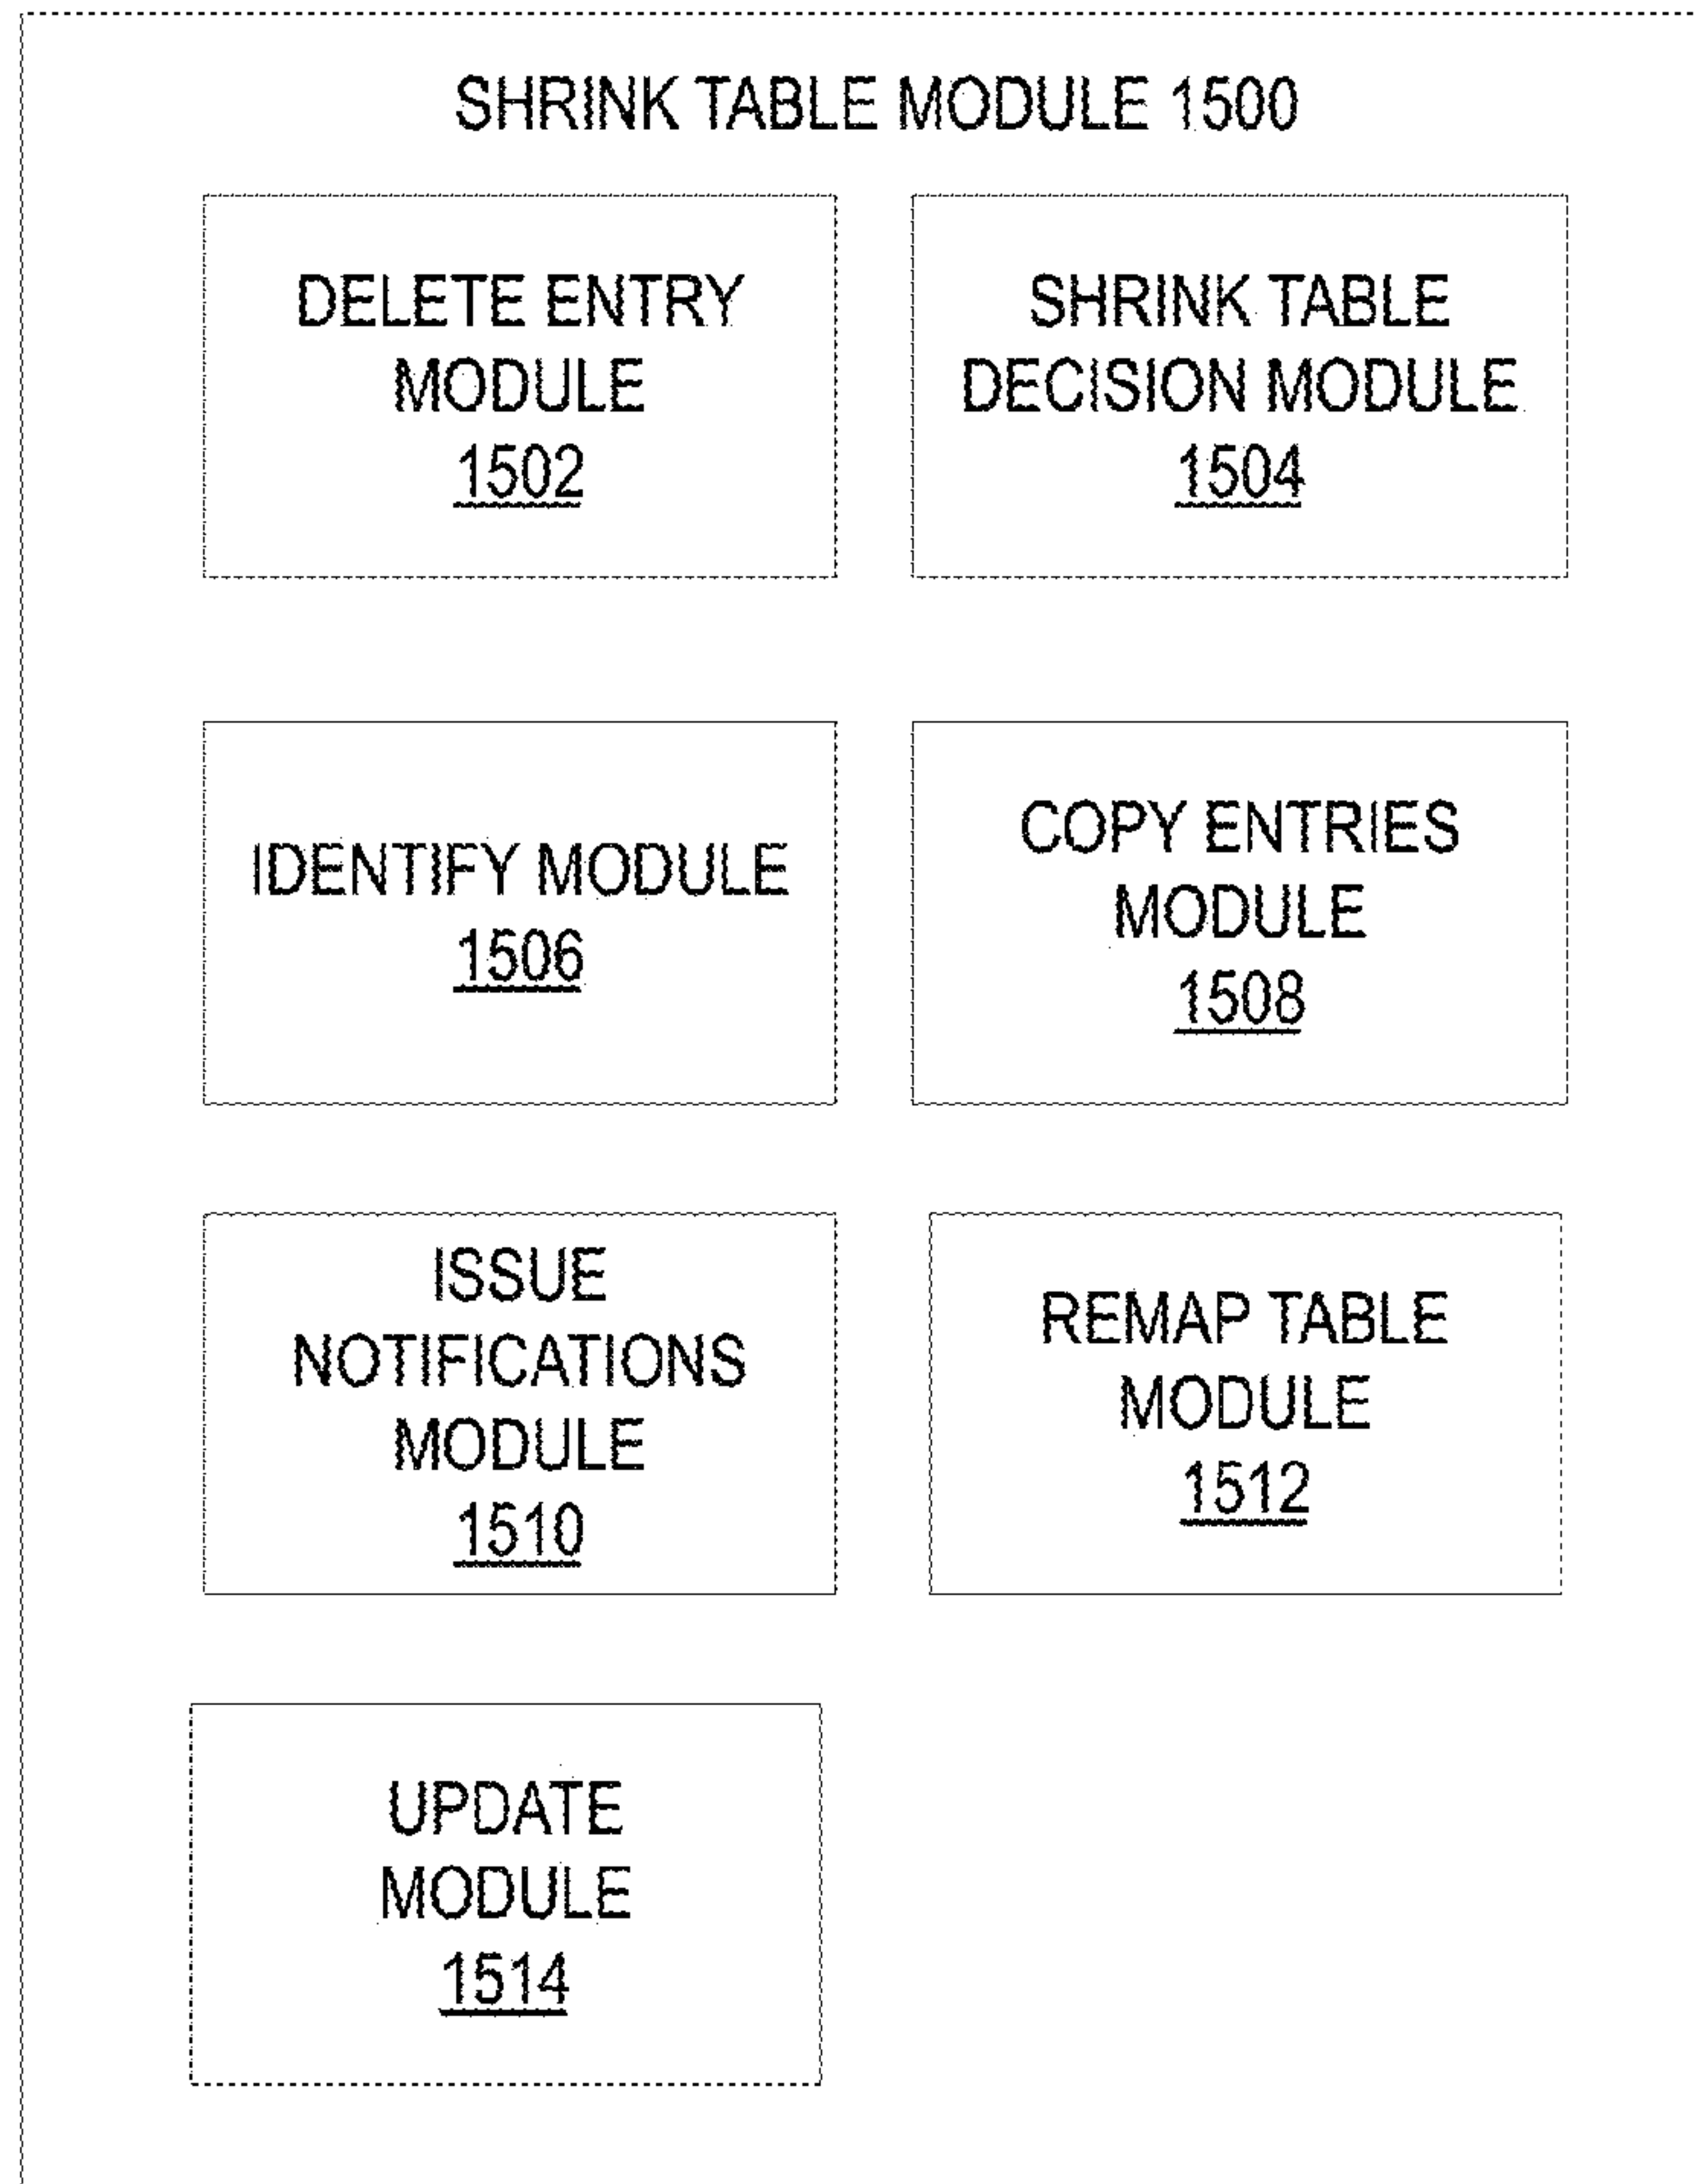 SHRINK TABLE MODULE 1500
DELETE ENTRY
MODULE
1502
SHRINK TABLE
DECISION MODULE
1504
IDENTIFY MODULE
1506
COPY ENTRIES
MODULE
1508
ISSUE
NOTIFICATIONS
MODULE
1510
REMAP TABLE
MODULE
1512
UPDATE
MODULE
1514